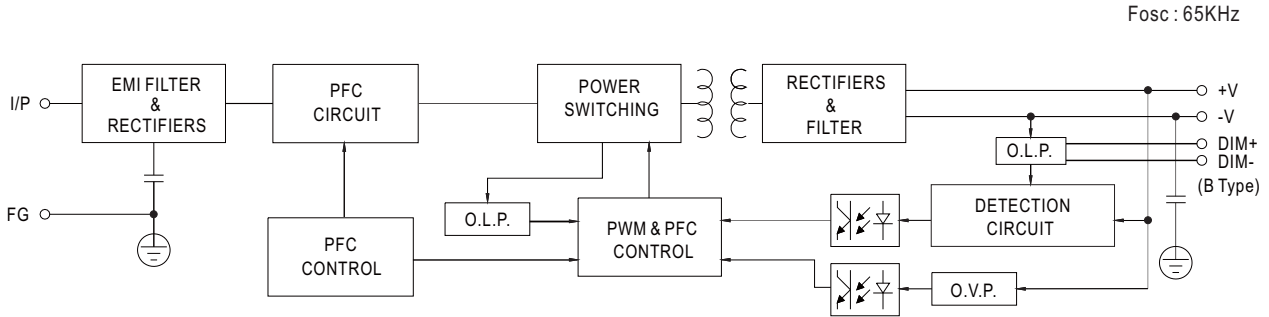 Fosc : 65KHz
I/P
EMI FILTER
&
RECTIFIERS
PFC
CIRCUIT
POWER
SWITCHING
RECTIFIERS
&
FILTER
+V
-V
DIM+
DIM-
(B Type)
O.L.P.
FG
O.L.P.
PFC
CONTROL
PWM & PFC
CONTROL
DETECTION
CIRCUIT
O.V.P.